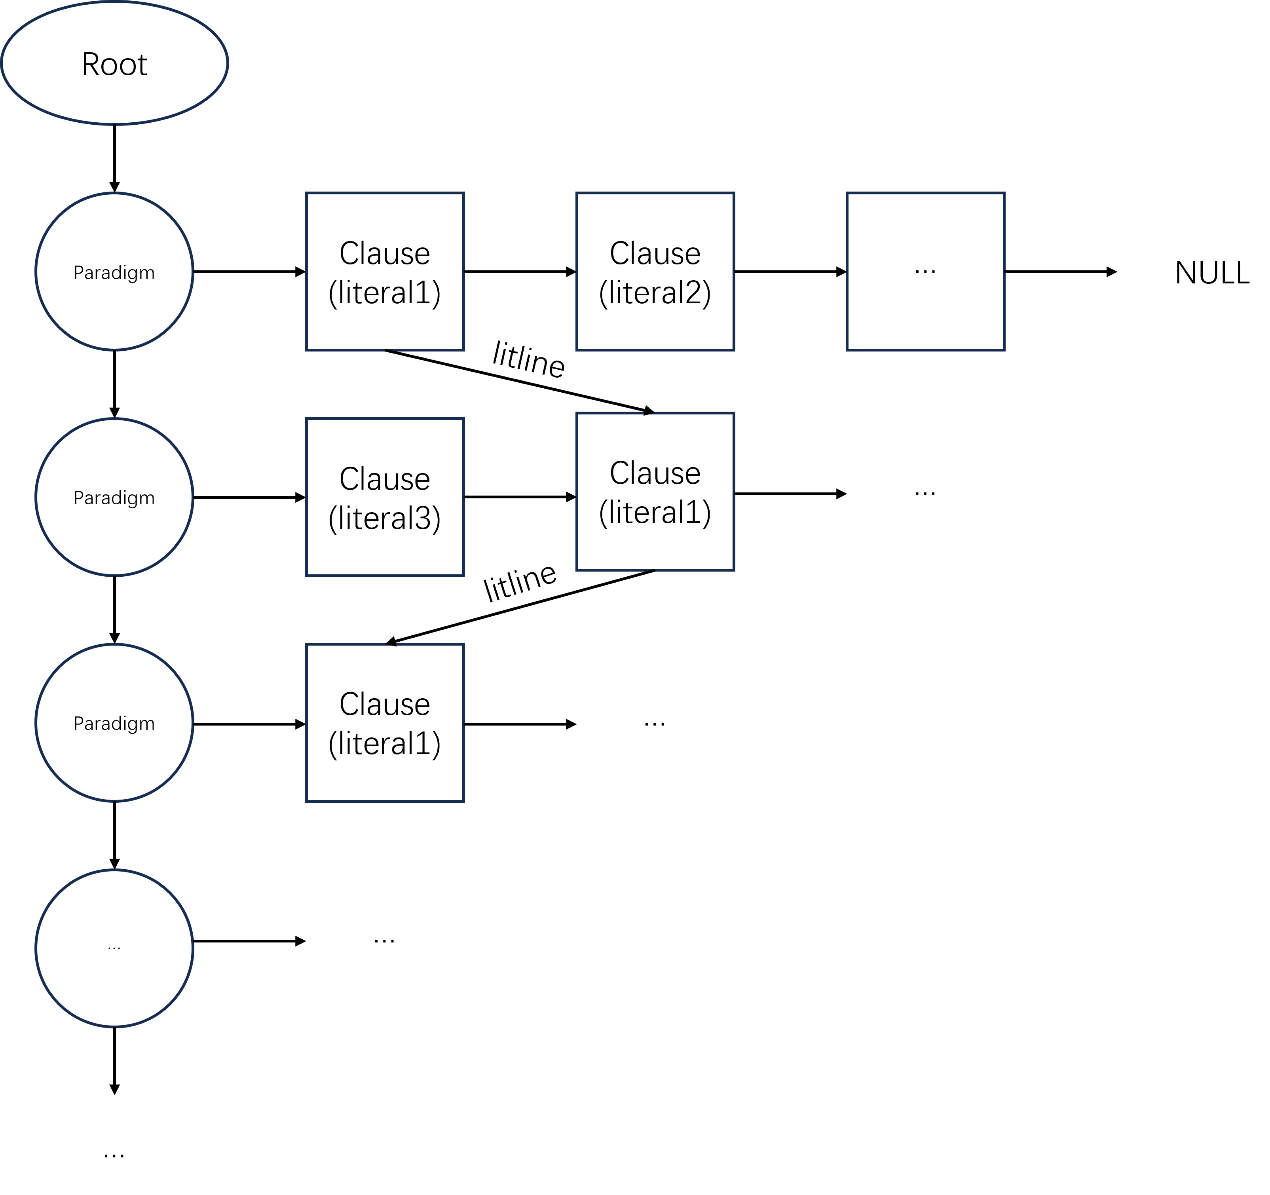 Root
Paradigm
Clause
(literal1)
Clause
(literal2)
...
NULL
litline
Paradigm
Clause
(literal3)
Clause
(literal1)
...
litline
Paradigm
Clause
(literal1)
...
...
...
...